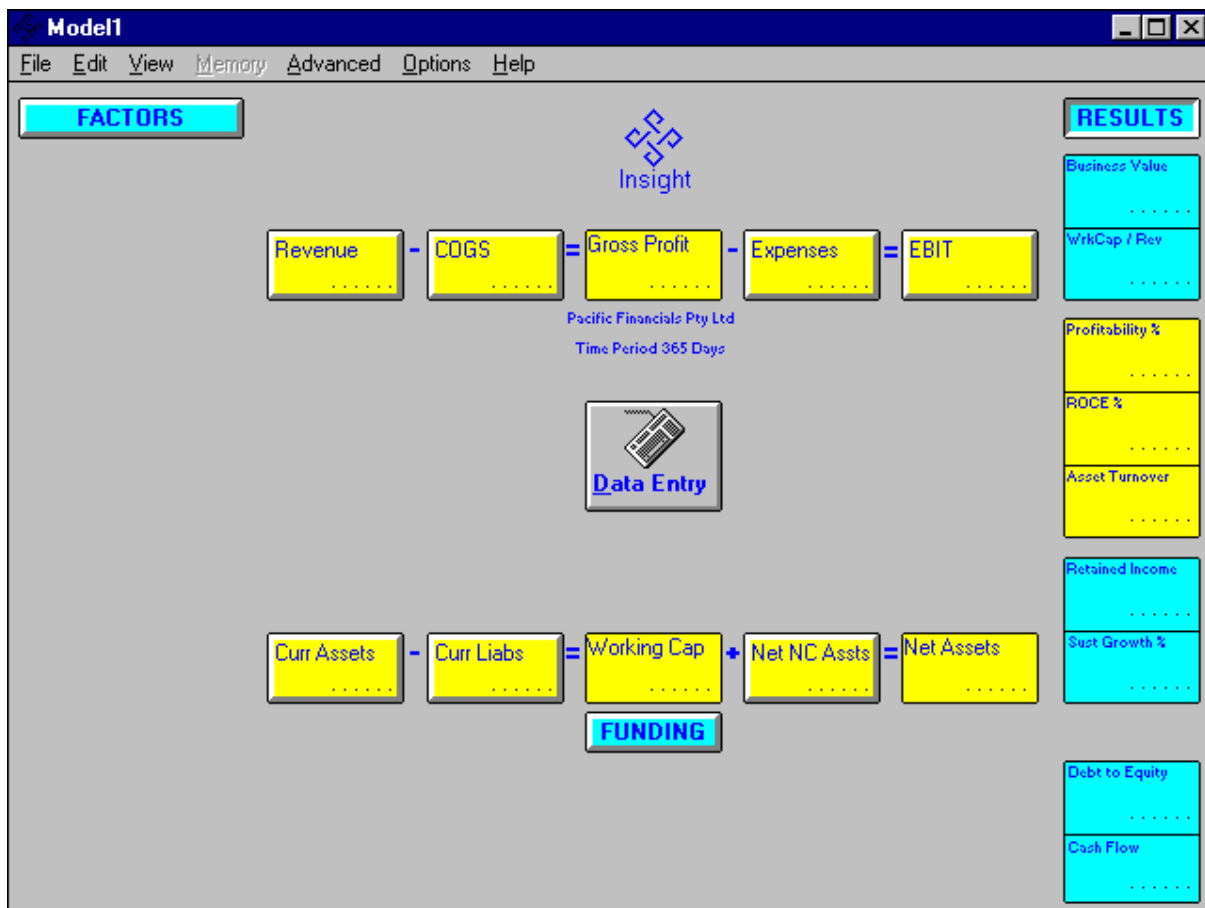 Model1
File Edit View Memory Advanced Options Help
FACTORS
RESULTS
Insight
Business Value
. . . . . .
WrkCap / Rev
. . . . . .
Revenue - COGS = Gross Profit - Expenses = EBIT
. . . . . . . . . . . . . . . . . . . . . . . . . . . . . .
Pacific Financials Pty Ltd
Time Period 365 Days
Profitability %
. . . . . .
ROCE %
. . . . . .
Asset Turnover
. . . . . .
Data Entry
Retained Income
. . . . . .
Sust Growth %
. . . . . .
Curr Assets - Curr Liabs = Working Cap + Net NC Assts = Net Assets
. . . . . . . . . . . . . . . . . . . . . . . . . . . . . .
FUNDING
Debt to Equity
. . . . . .
Cash Flow
. . . . . .